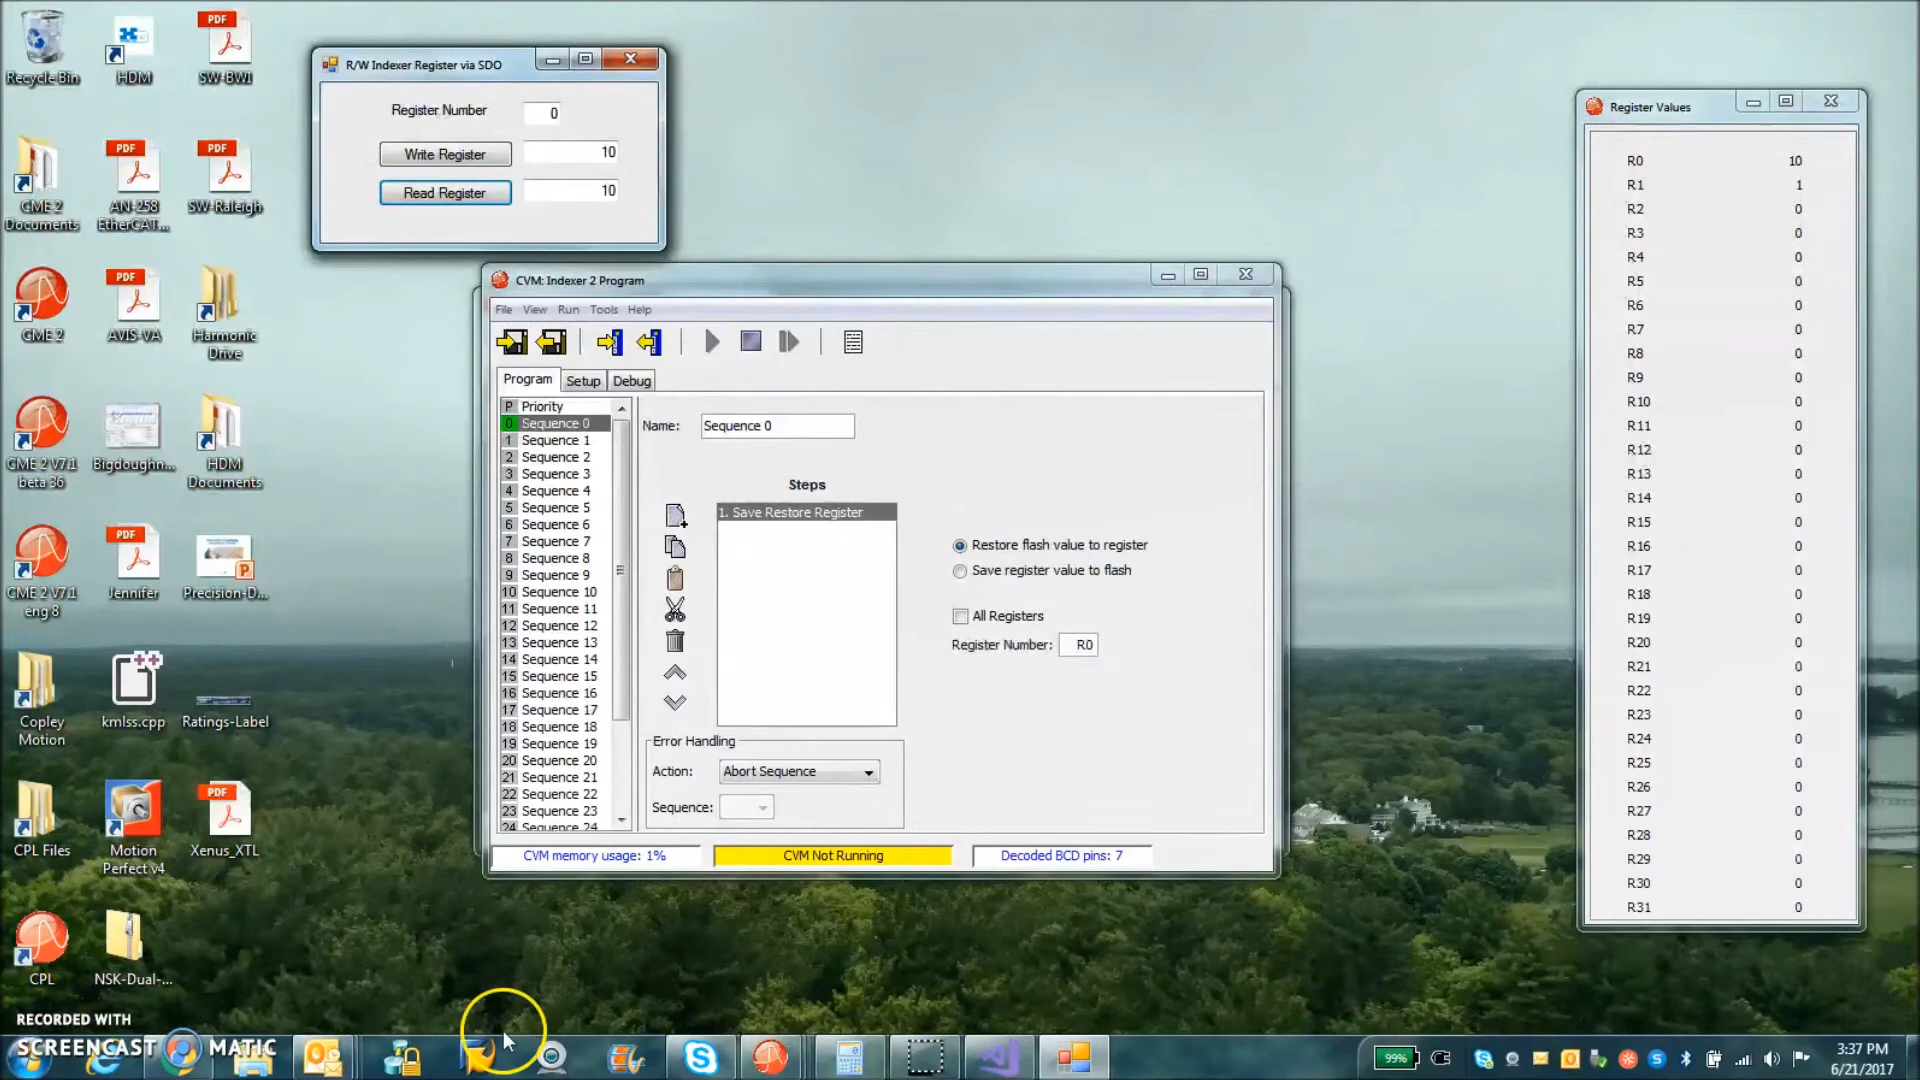 Recycle Bin
HDM
SW-BWI
CME 2 Documents
AN-258 EtherCAT...
SW-Raleigh
CME 2
AVIS-VA
Harmonic Drive
CME 2 V7.1 beta 36
Bigdoughn...
HDM Documents
CME 2 V7.1 eng 8
Jennifer
Precision-D...
Copley Motion
kmlss.cpp
Ratings-Label
CPL Files
Motion Perfect v4
Xenus_XTL
CPL
NSK-Dual-...
R/W Indexer Register via SDO
Register Number 0
Write Register 10
Read Register 10
CVM: Indexer 2 Program
File View Run Tools Help
Program Setup Debug
P Priority
0 Sequence 0
1 Sequence 1
2 Sequence 2
3 Sequence 3
4 Sequence 4
5 Sequence 5
6 Sequence 6
7 Sequence 7
8 Sequence 8
9 Sequence 9
10 Sequence 10
11 Sequence 11
12 Sequence 12
13 Sequence 13
14 Sequence 14
15 Sequence 15
16 Sequence 16
17 Sequence 17
18 Sequence 18
19 Sequence 19
20 Sequence 20
21 Sequence 21
22 Sequence 22
23 Sequence 23
24 Sequence 24
Name: Sequence 0
Steps
1. Save Restore Register
Restore flash value to register
Save register value to flash
All Registers
Register Number: R0
Error Handling
Action: Abort Sequence
Sequence:
CVM memory usage: 1%
CVM Not Running
Decoded BCD pins: 7
Register Values
R0 10
R1 1
R2 0
R3 0
R4 0
R5 0
R6 0
R7 0
R8 0
R9 0
R10 0
R11 0
R12 0
R13 0
R14 0
R15 0
R16 0
R17 0
R18 0
R19 0
R20 0
R21 0
R22 0
R23 0
R24 0
R25 0
R26 0
R27 0
R28 0
R29 0
R30 0
R31 0
RECORDED WITH
SCREENCAST MATIC
99%
3:37 PM
6/21/2017